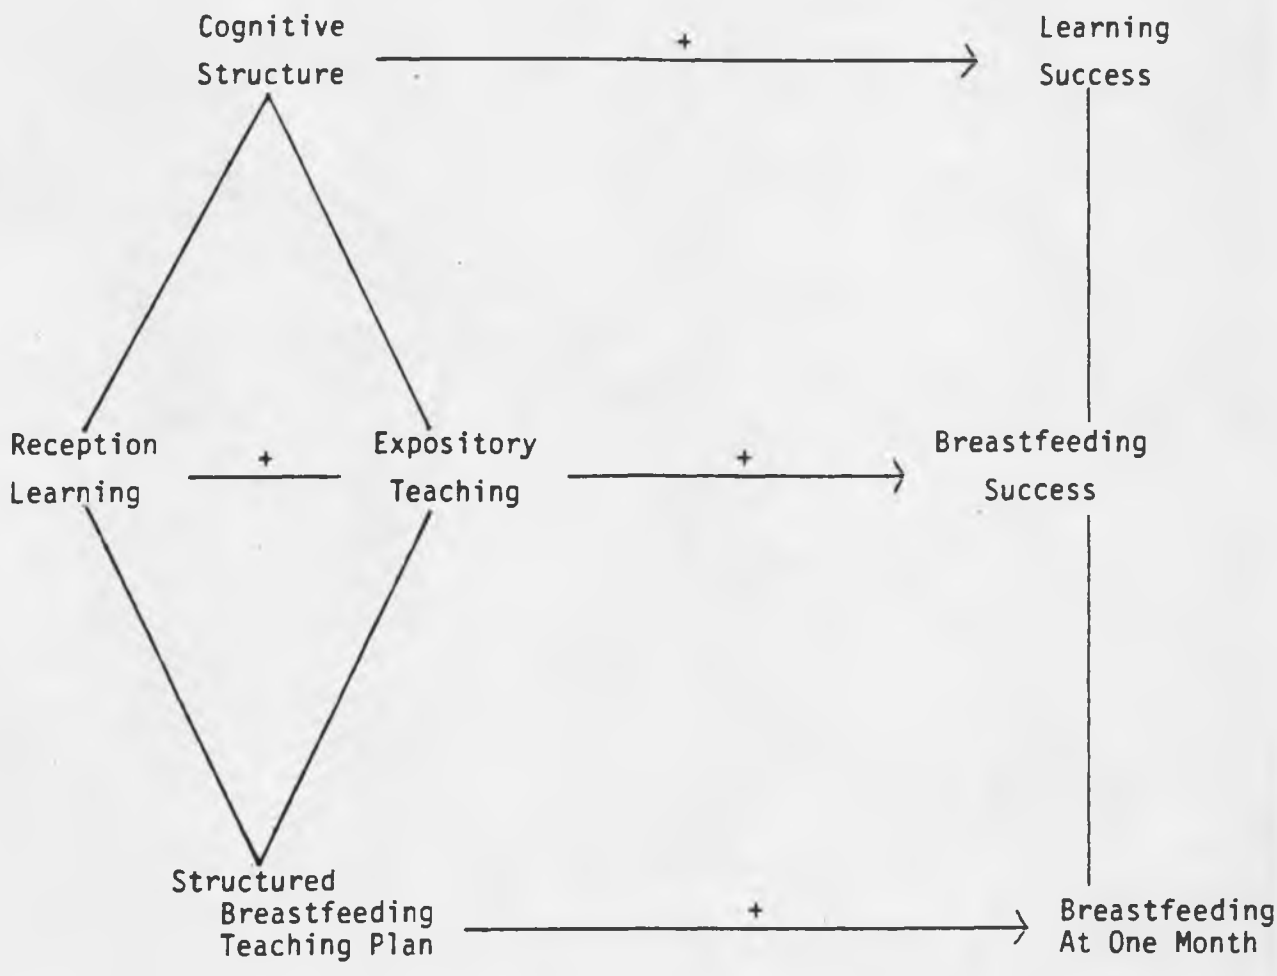 Cognitive
Structure
+
Learning
Success
Reception
Learning
+
Expository
Teaching
+
Breastfeeding
Success
Structured
Breastfeeding
Teaching Plan
+
Breastfeeding
At One Month